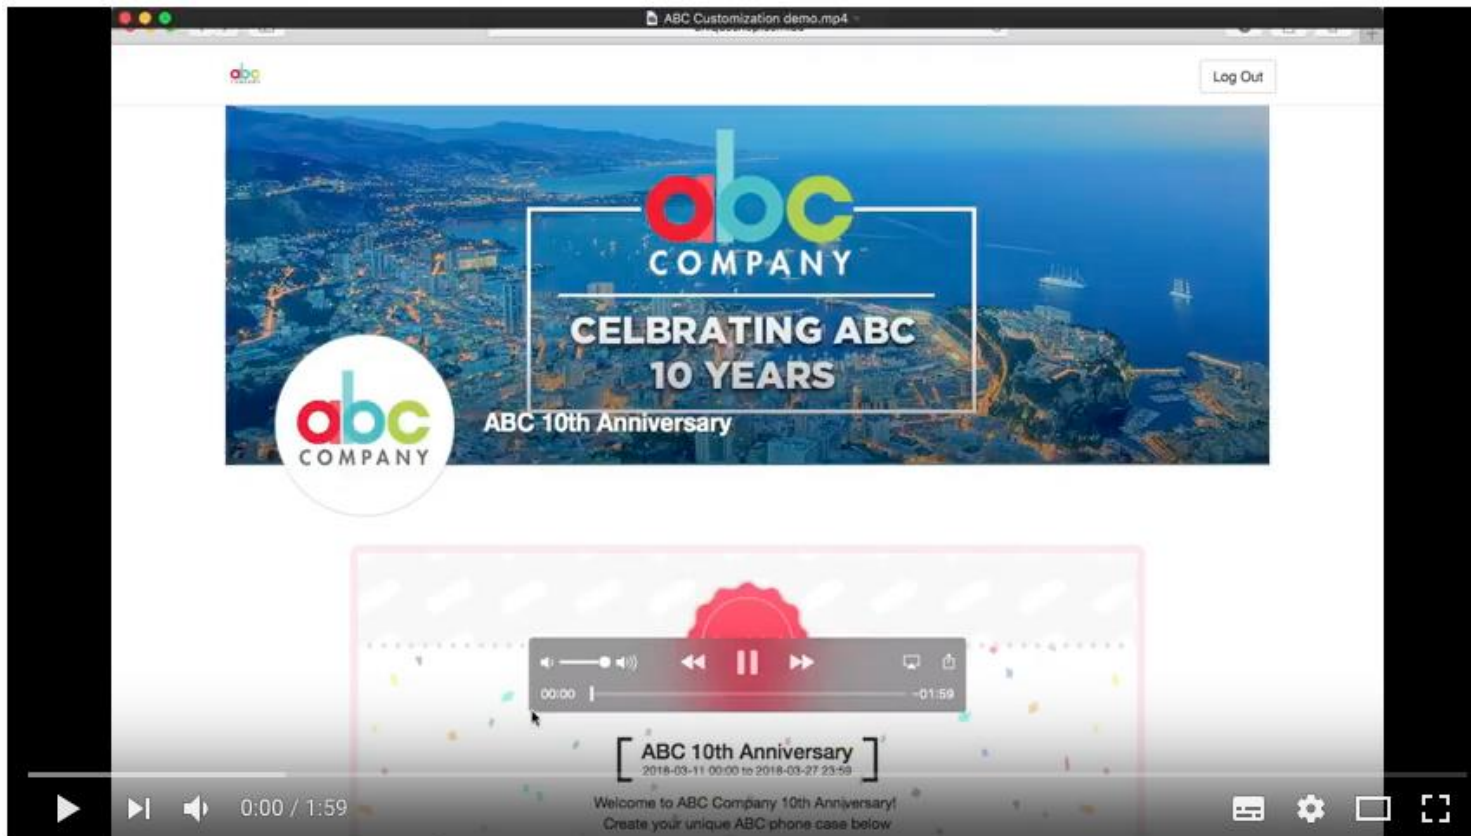 ABC Customization demo.mp4
abc
Log Out
abc
COMPANY
CELBRATING ABC
10 YEARS
abc
COMPANY
ABC 10th Anniversary
00:00
-01:59
ABC 10th Anniversary
2018-03-11 00:00 to 2018-03-27 23:59
Welcome to ABC Company 10th Anniversary!
Create your unique ABC phone case below
0:00 / 1:59